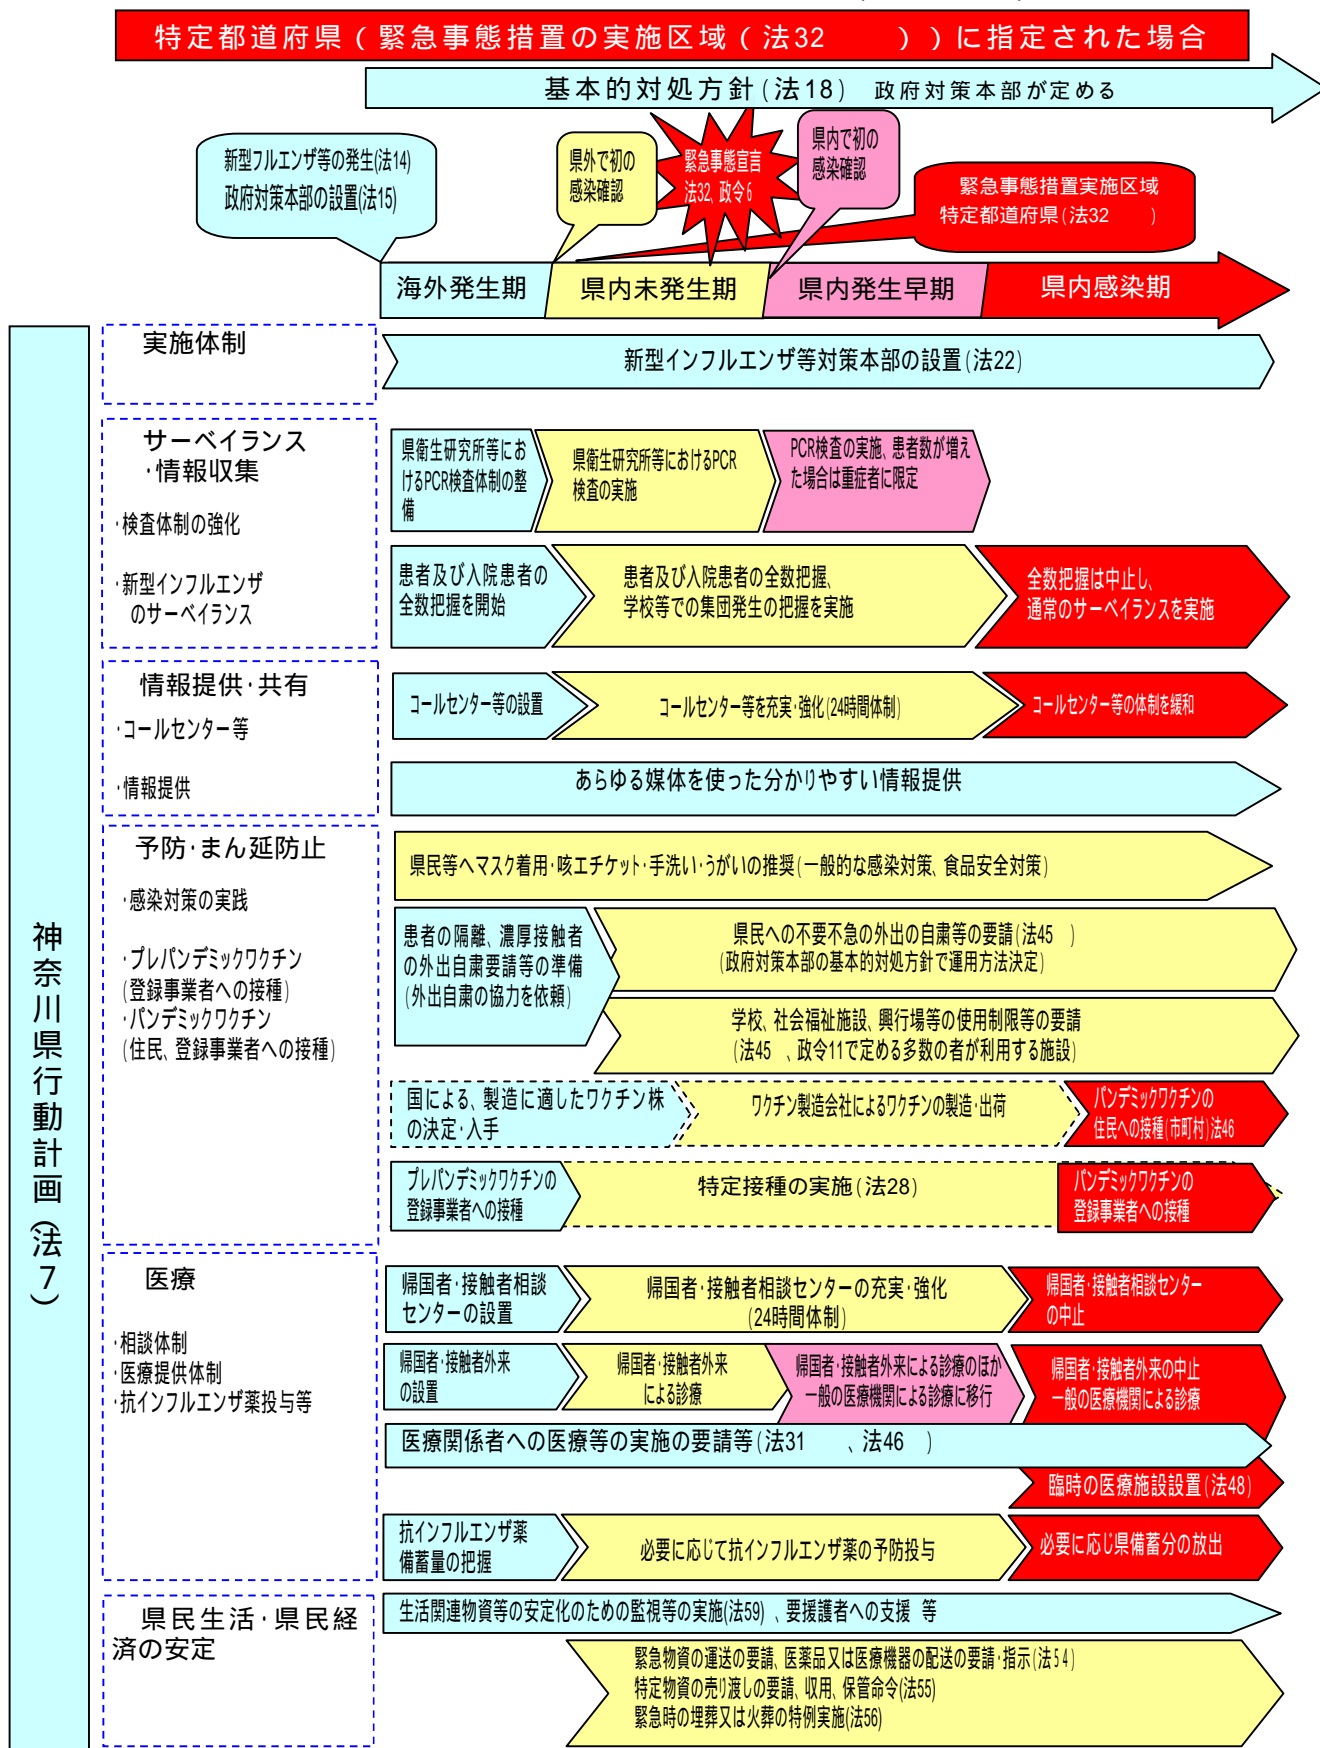 特定都道府県（緊急事態措置の実施区域（法32　　））に指定された場合
基本的対処方針(法18)　政府対策本部が定める
新型フルエンザ等の発生(法14)
政府対策本部の設置(法15)
県外で初の
感染確認
緊急事態宣言
法32、政令6
県内で初の
感染確認
緊急事態措置実施区域
特定都道府県(法32　　)
海外発生期
県内未発生期
県内発生早期
県内感染期
神奈川県行動計画（法7）
実施体制
新型インフルエンザ等対策本部の設置(法22)
サーベイランス
・情報収集
・検査体制の強化
・新型インフルエンザ
のサーベイランス
県衛生研究所等にお
けるPCR検査体制の整
備
県衛生研究所等におけるPCR
検査の実施
PCR検査の実施、患者数が増え
た場合は重症者に限定
患者及び入院患者の
全数把握を開始
患者及び入院患者の全数把握、
学校等での集団発生の把握を実施
全数把握は中止し、
通常のサーベイランスを実施
情報提供・共有
・コールセンター等
・情報提供
コールセンター等の設置
コールセンター等を充実・強化(24時間体制)
コールセンター等の体制を緩和
あらゆる媒体を使った分かりやすい情報提供
予防・まん延防止
・感染対策の実践
・プレパンデミックワクチン
(登録事業者への接種)
・パンデミックワクチン
(住民、登録事業者への接種)
県民等へマスク着用・咳エチケット・手洗い・うがいの推奨(一般的な感染対策、食品安全対策)
患者の隔離、濃厚接触者
の外出自粛要請等の準備
(外出自粛の協力を依頼)
県民への不要不急の外出の自粛等の要請(法45　)
(政府対策本部の基本的対処方針で運用方法決定)
学校、社会福祉施設、興行場等の使用制限等の要請
(法45　、政令11で定める多数の者が利用する施設)
国による、製造に適したワクチン株
の決定・入手
ワクチン製造会社によるワクチンの製造・出荷
パンデミックワクチンの
住民への接種(市町村)法46
プレパンデミックワクチンの
登録事業者への接種
特定接種の実施(法28)
パンデミックワクチンの
登録事業者への接種
医療
・相談体制
・医療提供体制
・抗インフルエンザ薬投与等
帰国者・接触者相談
センターの設置
帰国者・接触者相談センターの充実・強化
(24時間体制)
帰国者・接触者相談センター
の中止
帰国者・接触者外来
の設置
帰国者・接触者外来
による診療
帰国者・接触者外来による診療のほか
一般の医療機関による診療に移行
帰国者・接触者外来の中止
一般の医療機関による診療
医療関係者への医療等の実施の要請等(法31　　、法46　)
臨時の医療施設設置(法48)
抗インフルエンザ薬
備蓄量の把握
必要に応じて抗インフルエンザ薬の予防投与
必要に応じ県備蓄分の放出
県民生活・県民経
済の安定
生活関連物資等の安定化のための監視等の実施(法59)、要援護者への支援 等
緊急物資の運送の要請、医薬品又は医療機器の配送の要請・指示(法54)
特定物資の売り渡しの要請、収用、保管命令(法55)
緊急時の埋葬又は火葬の特例実施(法56)